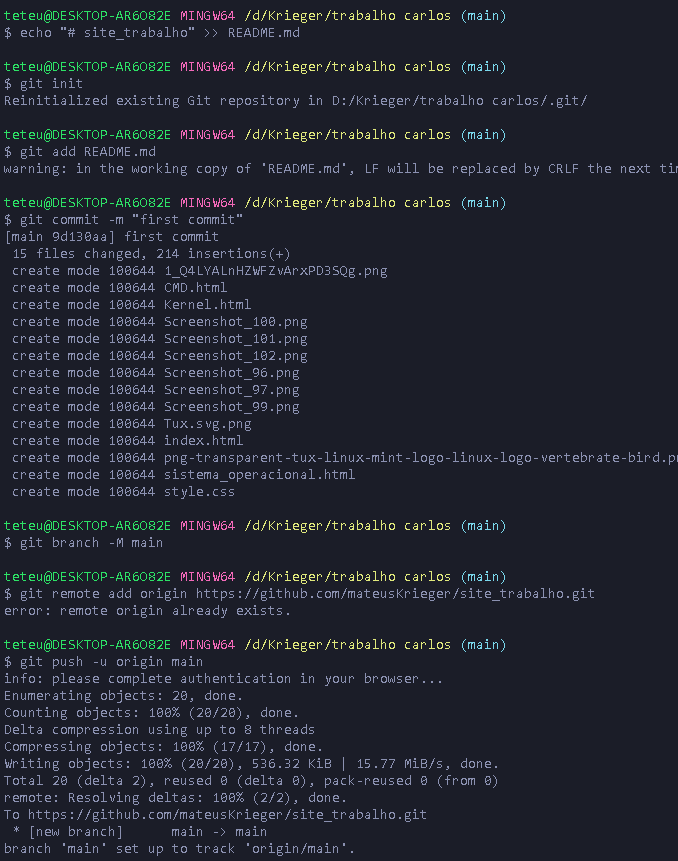 teteu@DESKTOP-AR6O82E MINGW64 /d/Krieger/trabalho carlos (main)
$ echo "# site_trabalho" >> README.md
teteu@DESKTOP-AR6O82E MINGW64 /d/Krieger/trabalho carlos (main)
$ git init
Reinitialized existing Git repository in D:/Krieger/trabalho carlos/.git/
teteu@DESKTOP-AR6O82E MINGW64 /d/Krieger/trabalho carlos (main)
$ git add README.md
warning: in the working copy of 'README.md', LF will be replaced by CRLF the next
teteu@DESKTOP-AR6O82E MINGW64 /d/Krieger/trabalho carlos (main)
$ git commit -m "first commit"
[main 9d130aa] first commit
15 files changed, 214 insertions(+)
create mode 100644 1_Q4LYALnHZWFZvArxPD3SQg.png
create mode 100644 CMD.html
create mode 100644 Kernel.html
create mode 100644 Screenshot_100.png
create mode 100644 Screenshot_101.png
create mode 100644 Screenshot_102.png
create mode 100644 Screenshot_96.png
create mode 100644 Screenshot_97.png
create mode 100644 Screenshot_99.png
create mode 100644 Tux.svg.png
create mode 100644 index.html
create mode 100644 png-transparent-tux-linux-mint-logo-linux-logo-vertebrate-bird.p
create mode 100644 sistema_operacional.html
create mode 100644 style.css
teteu@DESKTOP-AR6O82E MINGW64 /d/Krieger/trabalho carlos (main)
$ git branch -M main
teteu@DESKTOP-AR6O82E MINGW64 /d/Krieger/trabalho carlos (main)
$ git remote add origin https://github.com/mateusKrieger/site_trabalho.git
error: remote origin already exists.
teteu@DESKTOP-AR6O82E MINGW64 /d/Krieger/trabalho carlos (main)
$ git push -u origin main
info: please complete authentication in your browser...
Enumerating objects: 20, done.
Counting objects: 100% (20/20), done.
Delta compression using up to 8 threads
Compressing objects: 100% (17/17), done.
Writing objects: 100% (20/20), 536.32 KiB | 15.77 MiB/s, done.
Total 20 (delta 2), reused 0 (delta 0), pack-reused 0 (from 0)
remote: Resolving deltas: 100% (2/2), done.
To https://github.com/mateusKrieger/site_trabalho.git
* [new branch]      main -> main
branch 'main' set up to track 'origin/main'.